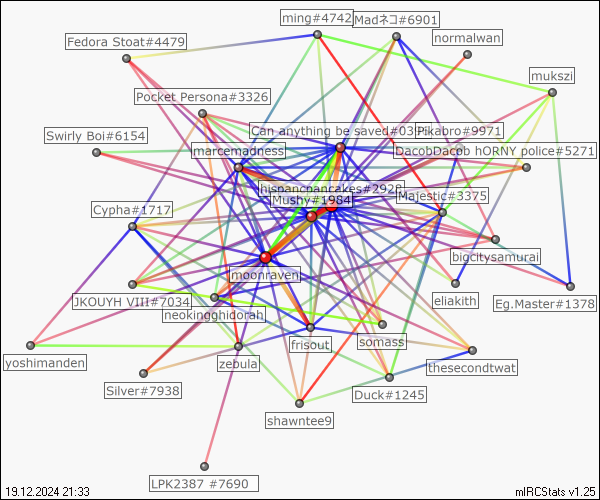 ming#4742
Madネコ#6901
normalwan
Fedora Stoat#4479
mukszi
Pocket Persona#3326
Swirly Boi#6154
Can anything be saved#03
Pikabro#9971
marcemadness
DacobDacob hORNY police#5271
hispanchancakes#2928
Majestic#3375
Mushy#1984
Cypha#1717
bigcitysamurai
moonraven
JKOUYH VIII#7034
eliakith
Eg.Master#1378
neokingghidorah
frisout
somass
yoshimanden
zebula
thesecondtwat
Silver#7938
Duck#1245
shawntee9
LPK2387 #7690
19.12.2024 21:33
mIRCStats v1.25